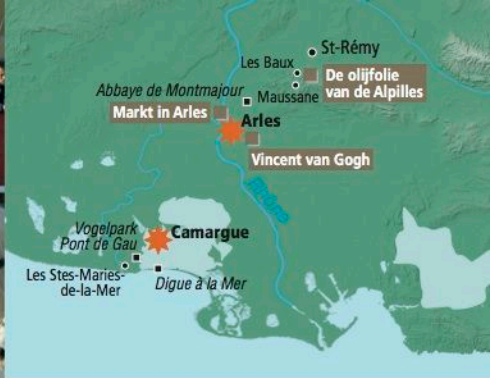 St-Rémy
Les Baux
De olijfolie
van de Alpilles
Abbaye de Montmajour
Maussane
Markt in Arles
Arles
Vincent van Gogh
Rhône
Vogelpark
Pont de Gau
Camargue
Les Stes-Maries-
de-la-Mer
Digue à la Mer